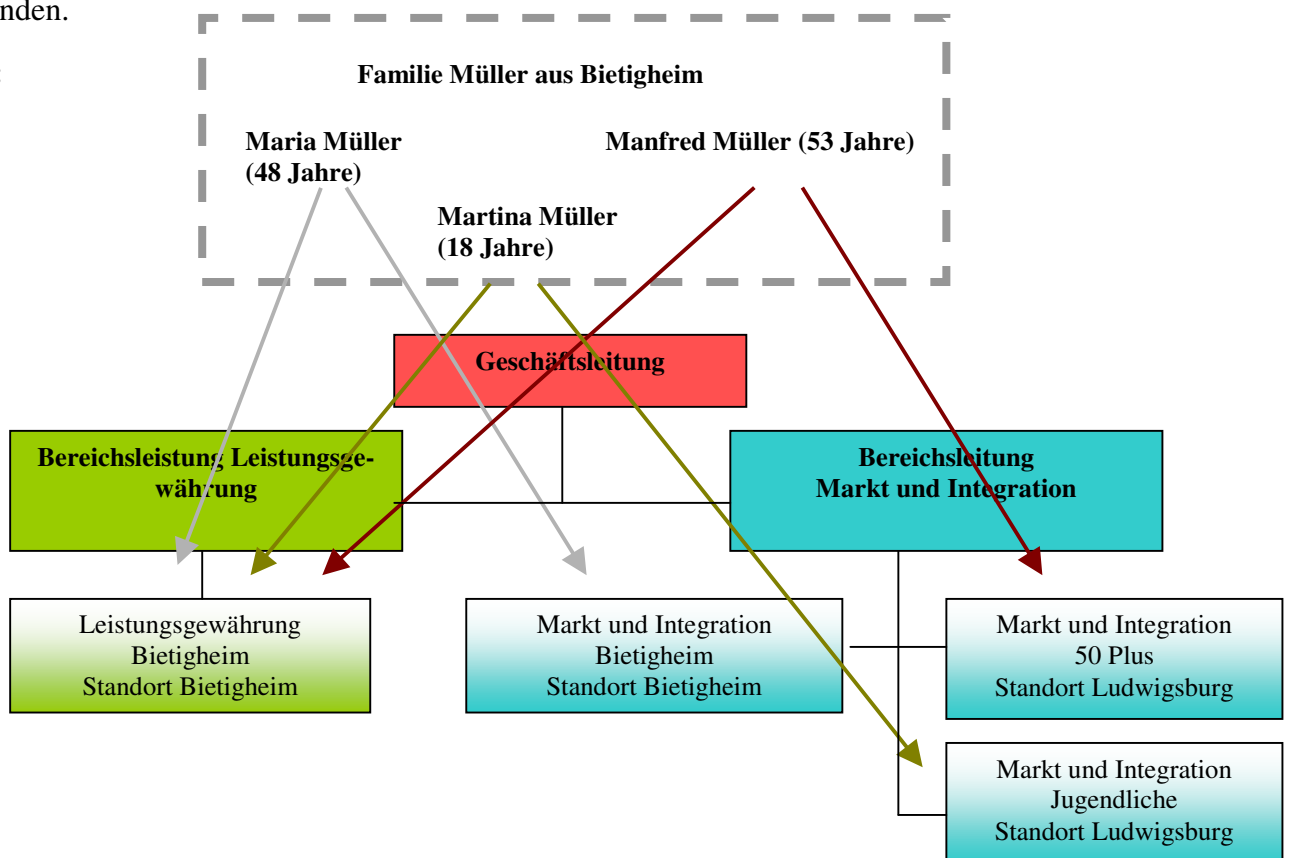 nden.
Familie Müller aus Bietigheim
Maria Müller
(48 Jahre)
Manfred Müller (53 Jahre)
Martina Müller
(18 Jahre)
Geschäftsleitung
Bereichsleistung Leistungsge-
währung
Bereichsleitung
Markt und Integration
Leistungsgewährung
Bietigheim
Standort Bietigheim
Markt und Integration
Bietigheim
Standort Bietigheim
Markt und Integration
50 Plus
Standort Ludwigsburg
Markt und Integration
Jugendliche
Standort Ludwigsburg